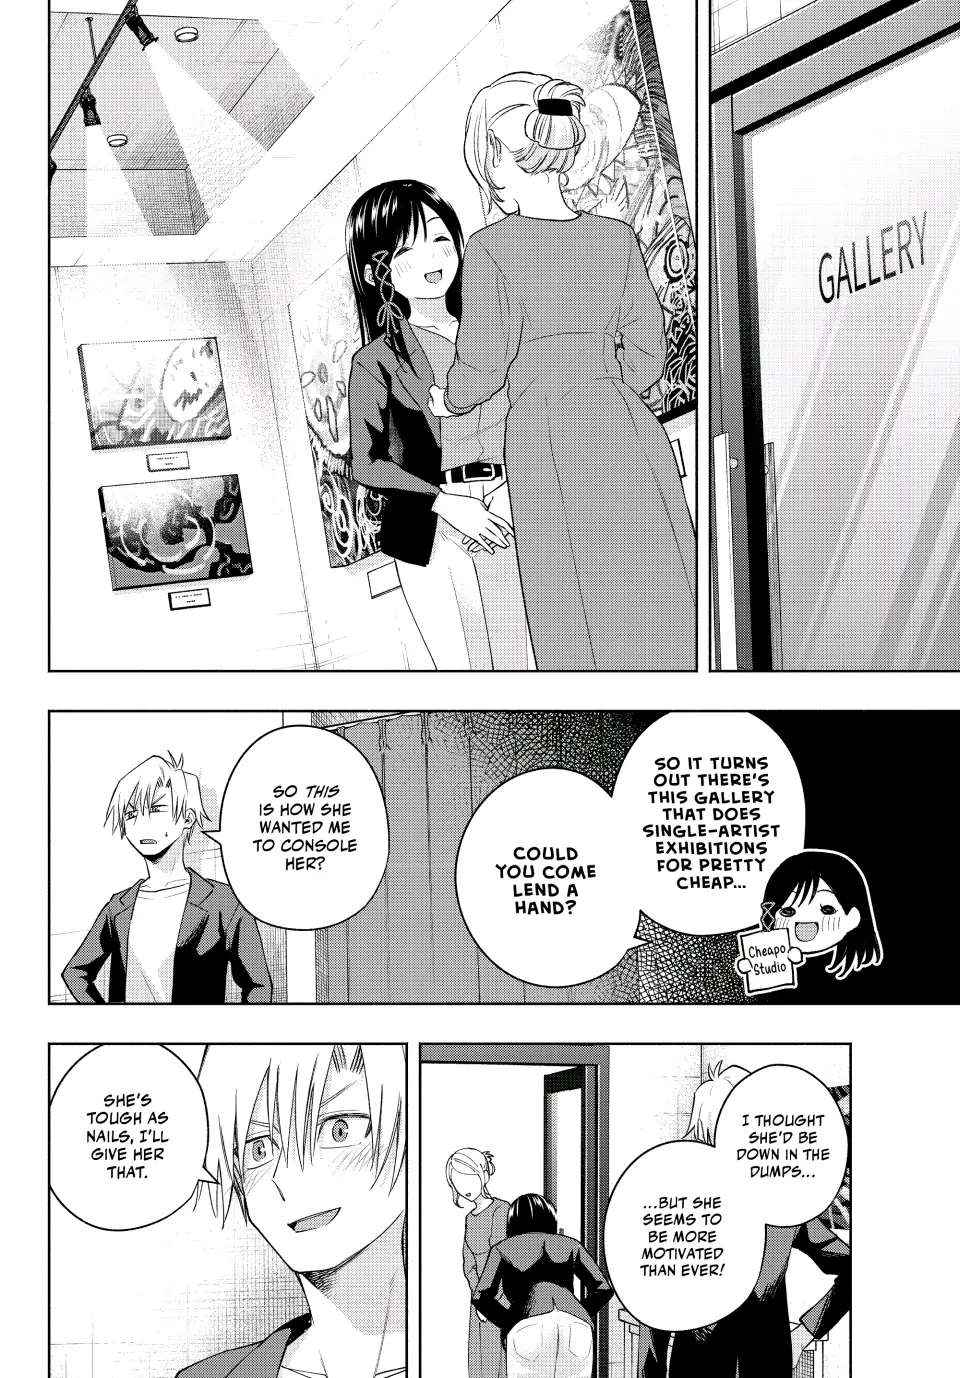 GALLERY
SO IT TURNS
OUT THERE'S
THIS GALLERY
THAT DOES
SINGLE-ARTIST
EXHIBITIONS
FOR PRETTY
CHEAP...
Cheapo
Studio
COULD
YOU COME
LEND A
HAND?
SO THIS
IS HOW SHE
WANTED ME
TO CONSOLE
HER?
I THOUGHT
SHE'D BE
DOWN IN THE
DUMPS...
...BUT SHE
SEEMS TO
BE MORE
MOTIVATED
THAN EVER!
SHE'S
TOUGH AS
NAILS, I'LL
GIVE HER
THAT.